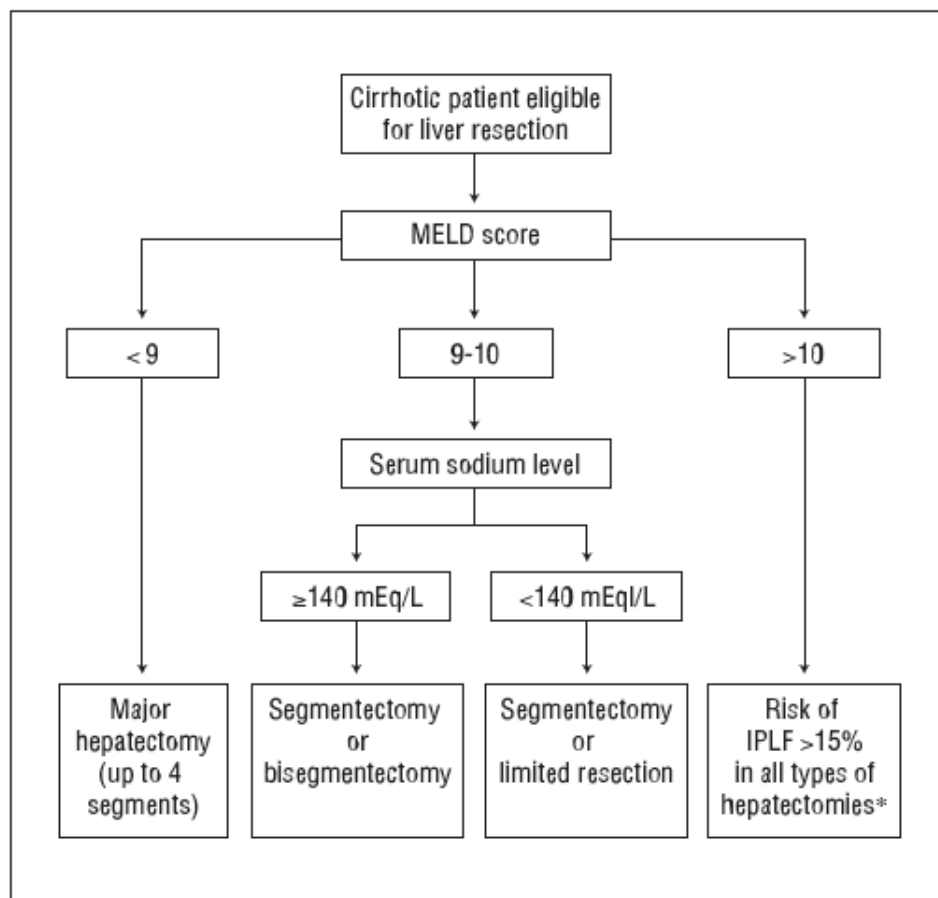 Cirrhotic patient eligible
for liver resection
MELD score
< 9
9-10
>10
Serum sodium level
≥140 mEq/L
<140 mEql/L
Major
hepatectomy
(up to 4
segments)
Segmentectomy
or
bisegmentectomy
Segmentectomy
or
limited resection
Risk of
IPLF >15%
in all types of
hepatectomies*